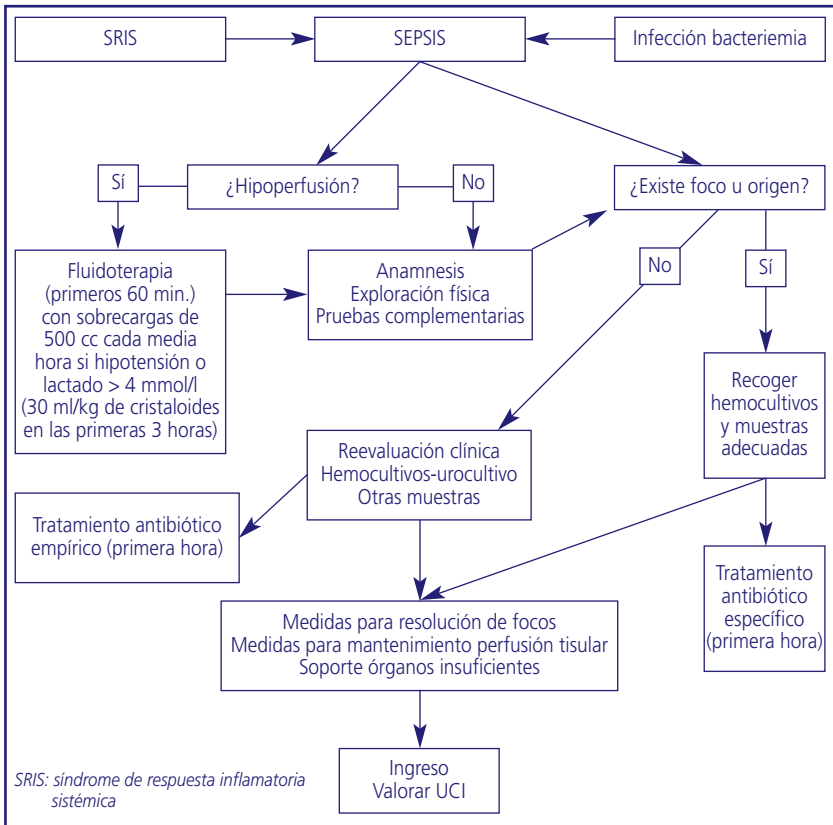 SRIS
SEPSIS
Infección bacteriemia
Sí
¿Hipoperfusión?
No
¿Existe foco u origen?
Fluidoterapia
(primeros 60 min.)
con sobrecargas de
500 cc cada media
hora si hipotensión o
lactado > 4 mmol/l
(30 ml/kg de cristaloides
en las primeras 3 horas)
Anamnesis
Exploración física
Pruebas complementarias
No
Sí
Recoger
hemocultivos
y muestras
adecuadas
Reevaluación clínica
Hemocultivos-urocultivo
Otras muestras
Tratamiento antibiótico
empírico (primera hora)
Tratamiento
antibiótico
específico
(primera hora)
Medidas para resolución de focos
Medidas para mantenimiento perfusión tisular
Soporte órganos insuficientes
Ingreso
Valorar UCI
SRIS: síndrome de respuesta inflamatoria
sistémica